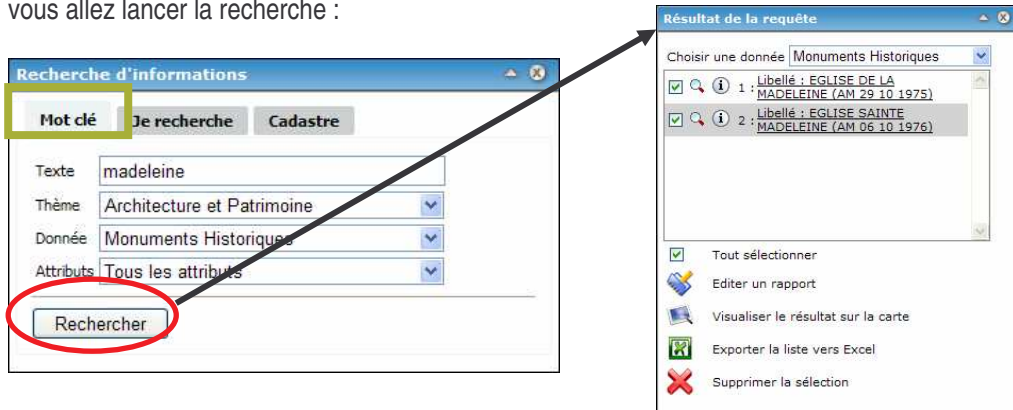 vous allez lancer la recherche :
Recherche d'informations
Mot clé Je recherche Cadastre
Texte madeleine
Thème Architecture et Patrimoine
Donnée Monuments Historiques
Attributs Tous les attributs
Rechercher
Résultat de la requête
Choisir une donnée Monuments Historiques
1 : Libellé : EGLISE DE LA
MADELEINE (AM 29 10 1975)
2 : Libellé : EGLISE SAINTE
MADELEINE (AM 06 10 1976)
Tout sélectionner
Editer un rapport
Visualiser le résultat sur la carte
Exporter la liste vers Excel
Supprimer la sélection